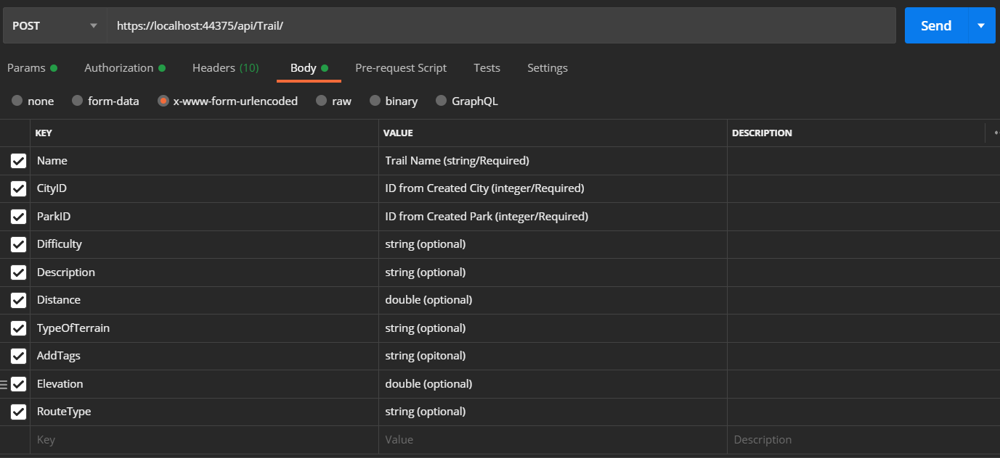 POST https://localhost:44375/api/Trail/ Send
Params Authorization Headers (10) Body Pre-request Script Tests Settings
none form-data x-www-form-urlencoded raw binary GraphQL
KEY VALUE DESCRIPTION
Name Trail Name (string/Required)
CityID ID from Created City (integer/Required)
ParkID ID from Created Park (integer/Required)
Difficulty string (optional)
Description string (optional)
Distance double (optional)
TypeOfTerrain string (optional)
AddTags string (opitonal)
Elevation double (optional)
RouteType string (optional)
Key Value Description